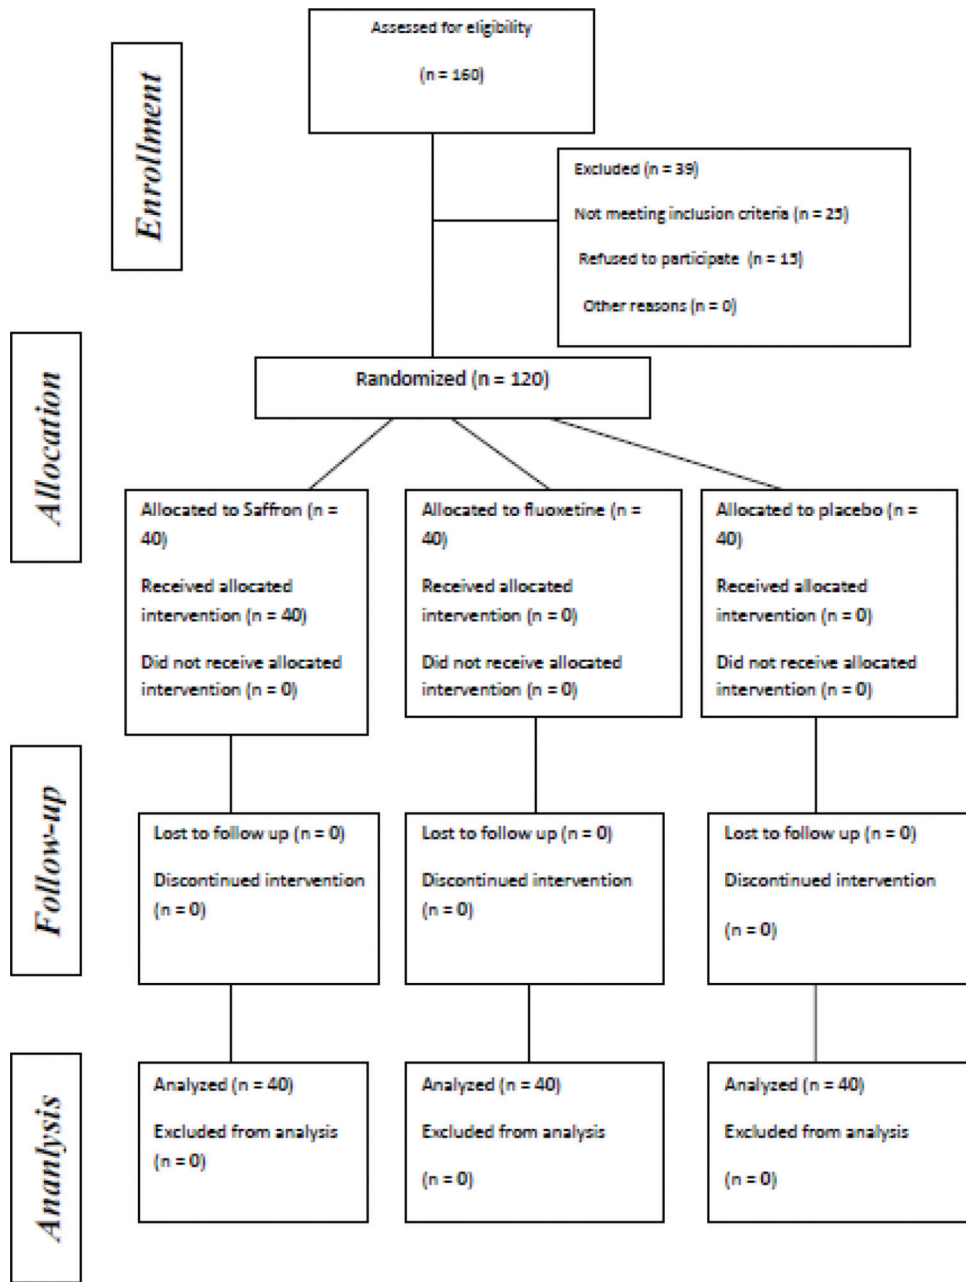 Enrollment
Assessed for eligibility
(n = 160)
Excluded (n = 39)
Not meeting inclusion criteria (n = 25)
Refused to participate (n = 15)
Other reasons (n = 0)
Allocation
Randomized (n = 120)
Allocated to Saffron (n =
40)
Received allocated
intervention (n = 40)
Did not receive allocated
intervention (n = 0)
Allocated to fluoxetine (n =
40)
Received allocated
intervention (n = 0)
Did not receive allocated
intervention (n = 0)
Allocated to placebo (n =
40)
Received allocated
intervention (n = 0)
Did not receive allocated
intervention (n = 0)
Follow-up
Lost to follow up (n = 0)
Discontinued intervention
(n = 0)
Lost to follow up (n = 0)
Discontinued intervention
(n = 0)
Lost to follow up (n = 0)
Discontinued intervention
(n = 0)
Ananlysis
Analyzed (n = 40)
Excluded from analysis
(n = 0)
Analyzed (n = 40)
Excluded from analysis
(n = 0)
Analyzed (n = 40)
Excluded from analysis
(n = 0)